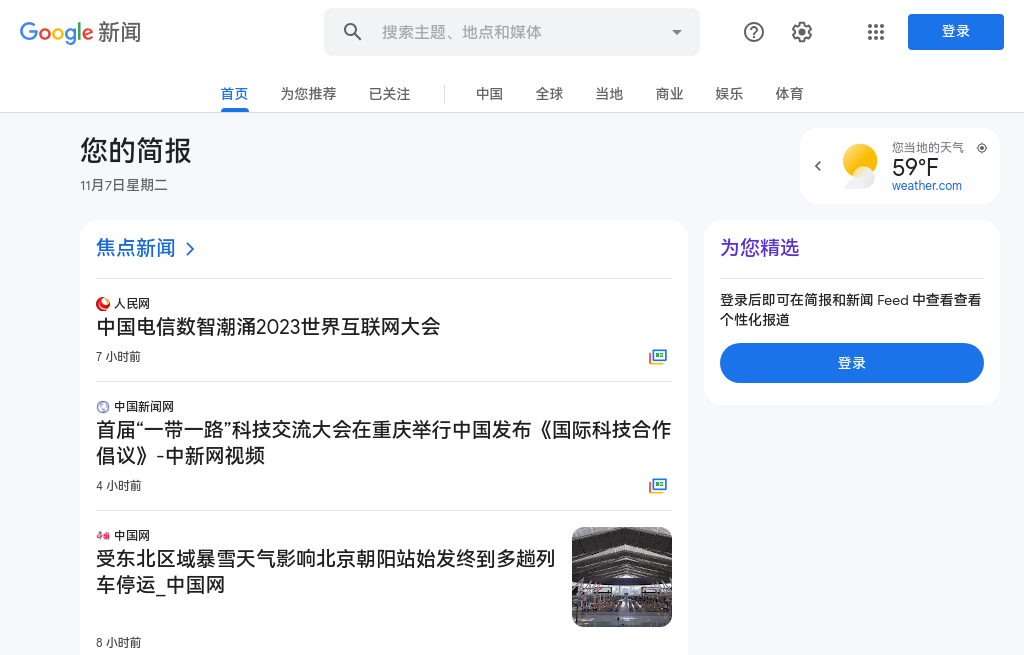 Google 新闻
搜索主题、地点和媒体
登录
首页 为您推荐 已关注 中国 全球 当地 商业 娱乐 体育
您的简报
11月7日星期二
您当地的天气
59°F
weather.com
焦点新闻
人民网
中国电信数智潮涌2023世界互联网大会
7 小时前
中国新闻网
首届“一带一路”科技交流大会在重庆举行中国发布《国际科技合作
倡议》-中新网视频
4 小时前
中国网
受东北区域暴雪天气影响北京朝阳站始发终到多趟列
车停运_中国网
8 小时前
为您精选
登录后即可在简报和新闻 Feed 中查看查看
个性化报道
登录